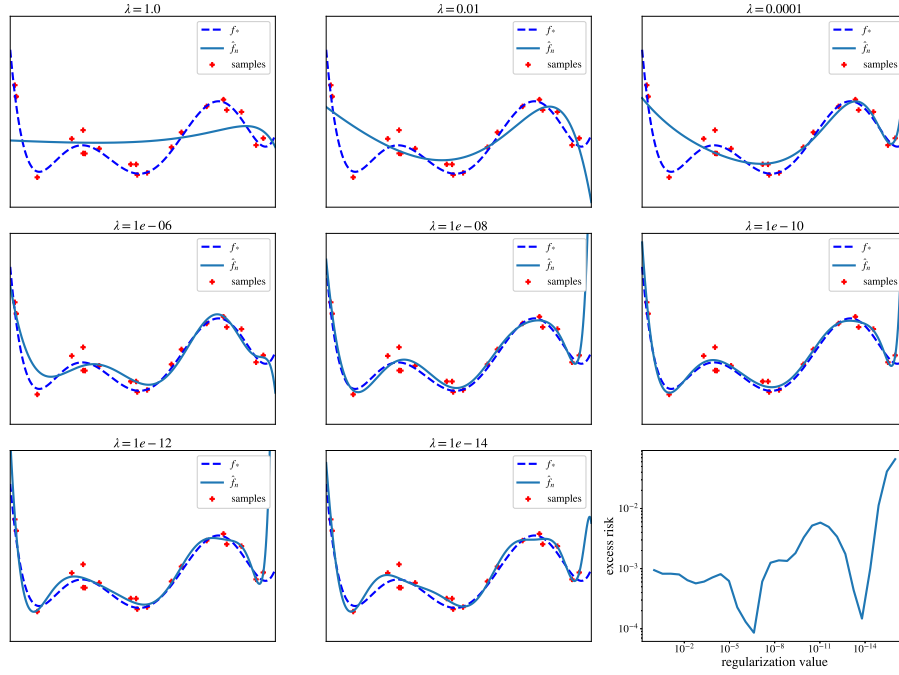 λ = 1.0
f*
f̂n
samples
λ = 0.01
f*
f̂n
samples
λ = 0.0001
f*
f̂n
samples
λ = 1e − 06
f*
f̂n
samples
λ = 1e − 08
f*
f̂n
samples
λ = 1e − 10
f*
f̂n
samples
λ = 1e − 12
f*
f̂n
samples
λ = 1e − 14
f*
f̂n
samples
excess risk
10⁻²
10⁻³
10⁻⁴
10⁻² 10⁻⁵ 10⁻⁸ 10⁻¹¹ 10⁻¹⁴
regularization value